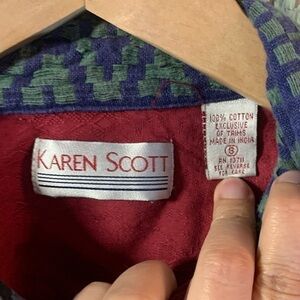 KAREN SCOTT
100% COTTON
EXCLUSIVE
OF TRIMS
MADE IN INDIA
S
RN 13711
SEE REVERSE
FOR CARE